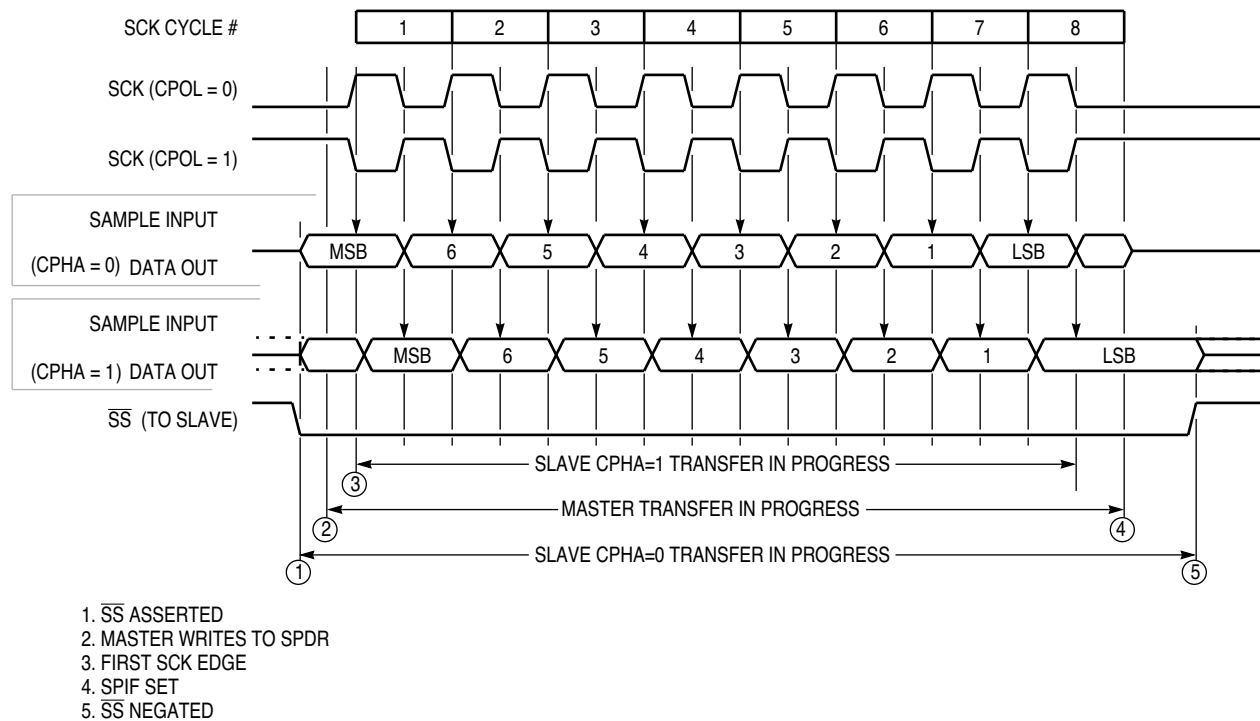 SCK CYCLE # 1 2 3 4 5 6 7 8
SCK (CPOL = 0)
SCK (CPOL = 1)
SAMPLE INPUT
(CPHA = 0) DATA OUT MSB 6 5 4 3 2 1 LSB
SAMPLE INPUT
(CPHA = 1) DATA OUT MSB 6 5 4 3 2 1 LSB
SS (TO SLAVE)
SLAVE CPHA=1 TRANSFER IN PROGRESS
3
MASTER TRANSFER IN PROGRESS
2 4
SLAVE CPHA=0 TRANSFER IN PROGRESS
1 5
1. SS ASSERTED
2. MASTER WRITES TO SPDR
3. FIRST SCK EDGE
4. SPIF SET
5. SS NEGATED